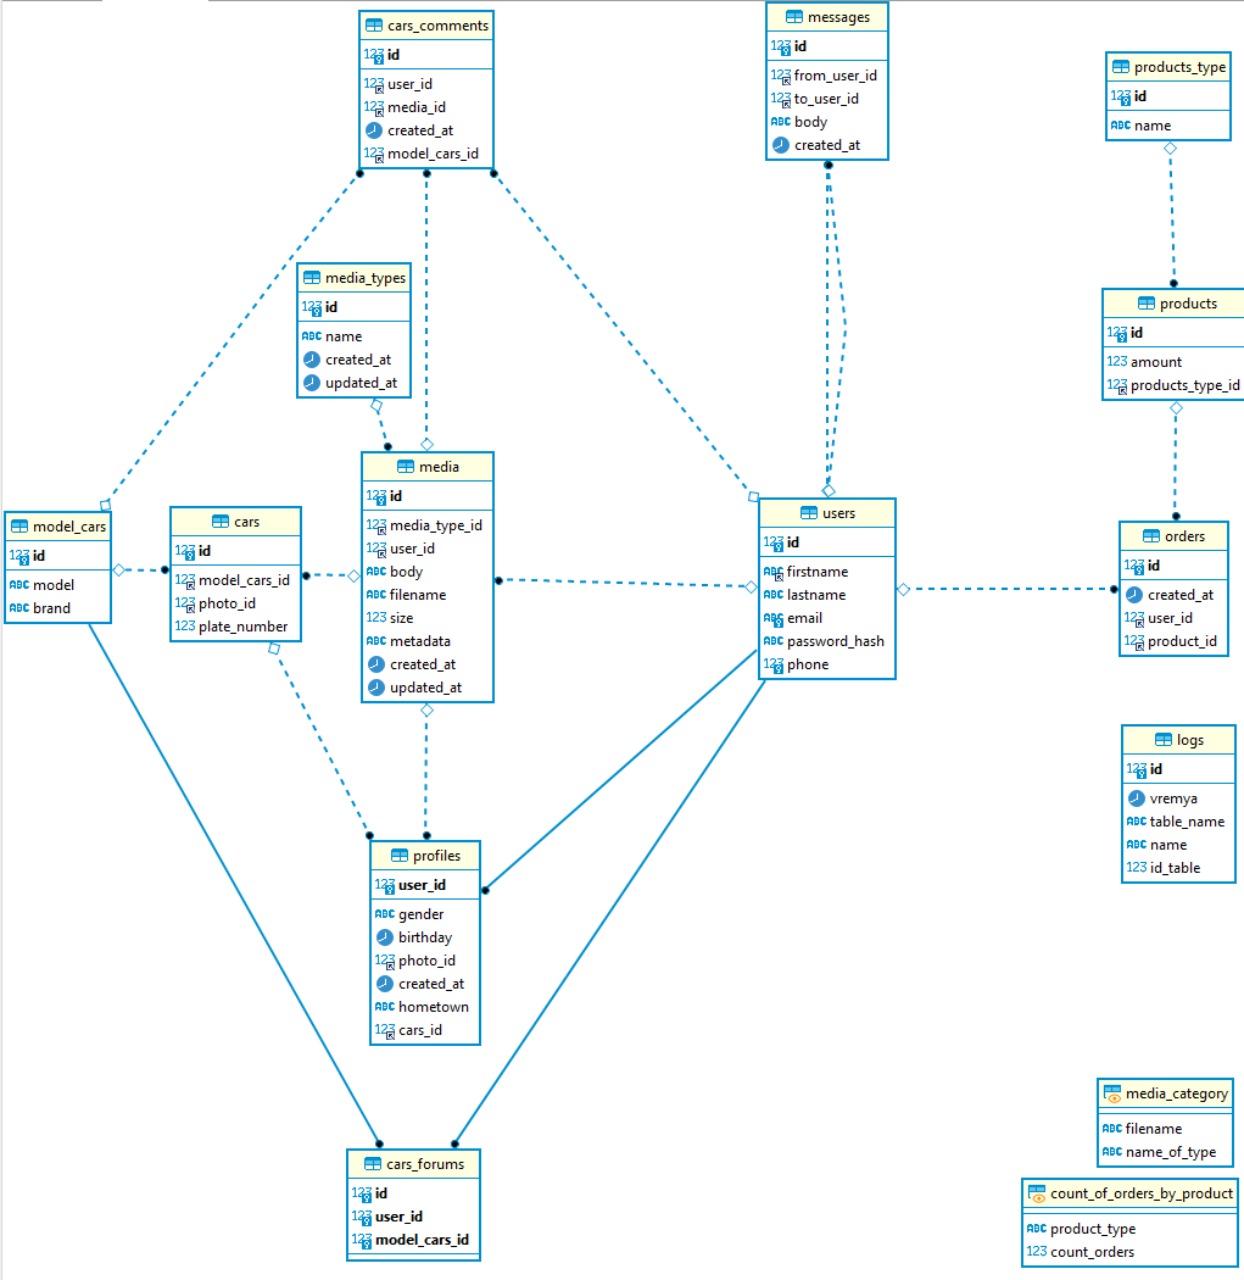 cars_comments
123 id
123 user_id
123 media_id
created_at
123 model_cars_id
messages
123 id
123 from_user_id
123 to_user_id
ABC body
created_at
products_type
123 id
ABC name
media_types
123 id
ABC name
created_at
updated_at
products
123 id
123 amount
123 products_type_id
media
123 id
123 media_type_id
123 user_id
ABC body
ABC filename
123 size
ABC metadata
created_at
updated_at
model_cars
123 id
ABC model
ABC brand
cars
123 id
123 model_cars_id
123 photo_id
123 plate_number
users
123 id
ABC firstname
ABC lastname
ABC email
ABC password_hash
123 phone
orders
123 id
created_at
123 user_id
123 product_id
logs
123 id
vremya
ABC table_name
ABC name
123 id_table
profiles
123 user_id
ABC gender
birthday
123 photo_id
created_at
ABC hometown
123 cars_id
cars_forums
123 id
123 user_id
123 model_cars_id
media_category
ABC filename
ABC name_of_type
count_of_orders_by_product
ABC product_type
123 count_orders